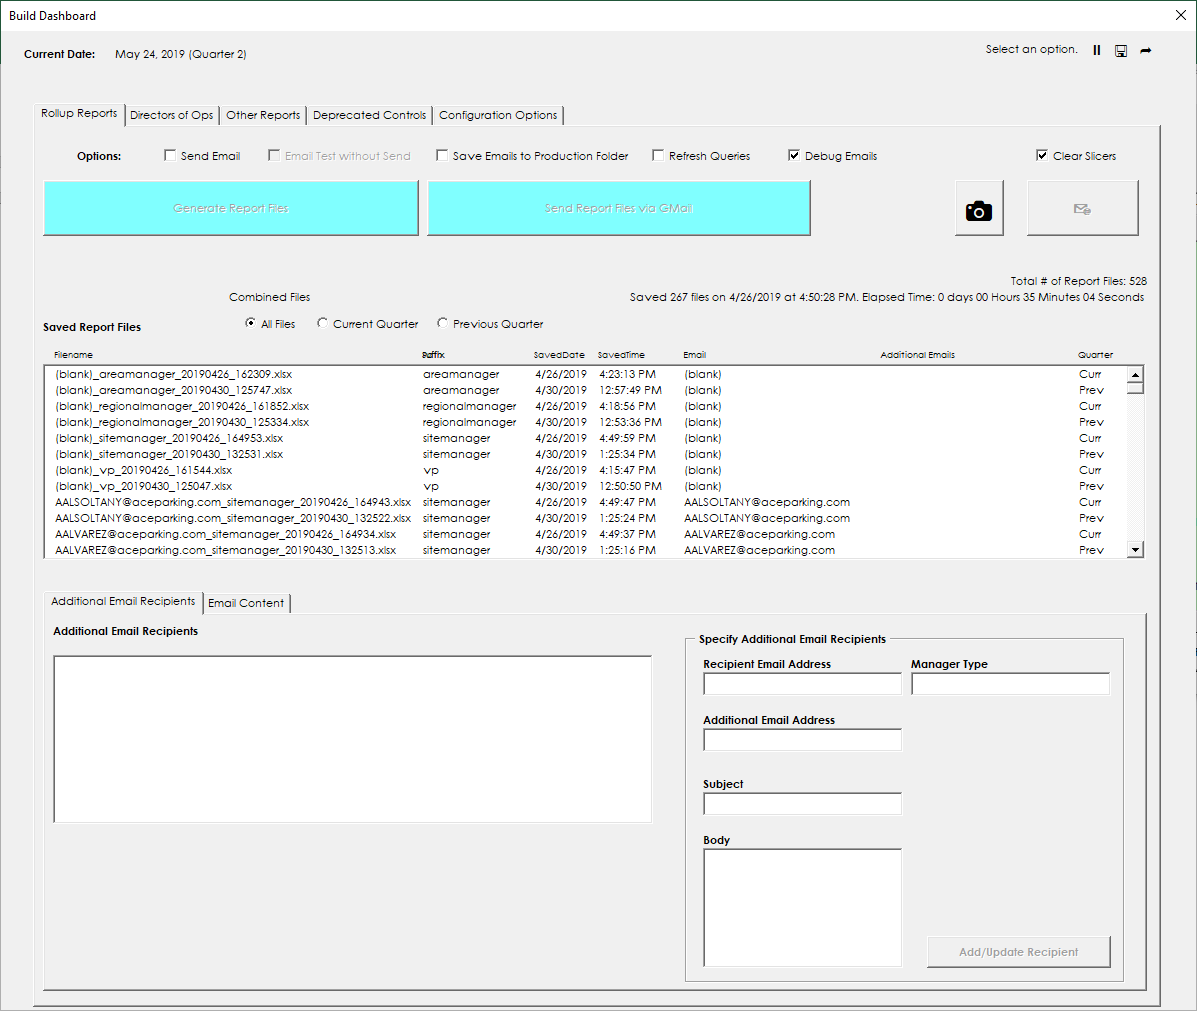 Build Dashboard
Current Date: May 24, 2019 (Quarter 2)
Select an option.
Rollup Reports Directors of Ops Other Reports Deprecated Controls Configuration Options
Options: Send Email Email Test without Send Save Emails to Production Folder Refresh Queries Debug Emails Clear Slicers
Generate Report Files Send Report Files via GMail
Total # of Report Files: 528
Combined Files Saved 267 files on 4/26/2019 at 4:50:28 PM. Elapsed Time: 0 days 00 Hours 35 Minutes 04 Seconds
Saved Report Files All Files Current Quarter Previous Quarter
Filename SavedDate SavedTime Email Additional Emails Quarter
(blank)_areamanager_20190426_162309.xlsx areamanager 4/26/2019 4:23:13 PM (blank) Curr
(blank)_areamanager_20190430_125747.xlsx areamanager 4/30/2019 12:57:49 PM (blank) Prev
(blank)_regionalmanager_20190426_161852.xlsx regionalmanager 4/26/2019 4:18:56 PM (blank) Curr
(blank)_regionalmanager_20190430_125334.xlsx regionalmanager 4/30/2019 12:53:36 PM (blank) Prev
(blank)_sitemanager_20190426_164953.xlsx sitemanager 4/26/2019 4:49:59 PM (blank) Curr
(blank)_sitemanager_20190430_132531.xlsx sitemanager 4/30/2019 1:25:34 PM (blank) Prev
(blank)_vp_20190426_161544.xlsx vp 4/26/2019 4:15:47 PM (blank) Curr
(blank)_vp_20190430_125047.xlsx vp 4/30/2019 12:50:50 PM (blank) Prev
AALSOLTANY@aceparking.com_sitemanager_20190426_164943.xlsx sitemanager 4/26/2019 4:49:47 PM AALSOLTANY@aceparking.com Curr
AALSOLTANY@aceparking.com_sitemanager_20190430_132522.xlsx sitemanager 4/30/2019 1:25:24 PM AALSOLTANY@aceparking.com Prev
AALVAREZ@aceparking.com_sitemanager_20190426_164934.xlsx sitemanager 4/26/2019 4:49:37 PM AALVAREZ@aceparking.com Curr
AALVAREZ@aceparking.com_sitemanager_20190430_132513.xlsx sitemanager 4/30/2019 1:25:16 PM AALVAREZ@aceparking.com Prev
Additional Email Recipients Email Content
Additional Email Recipients
Specify Additional Email Recipients
Recipient Email Address Manager Type
Additional Email Address
Subject
Body
Add/Update Recipient